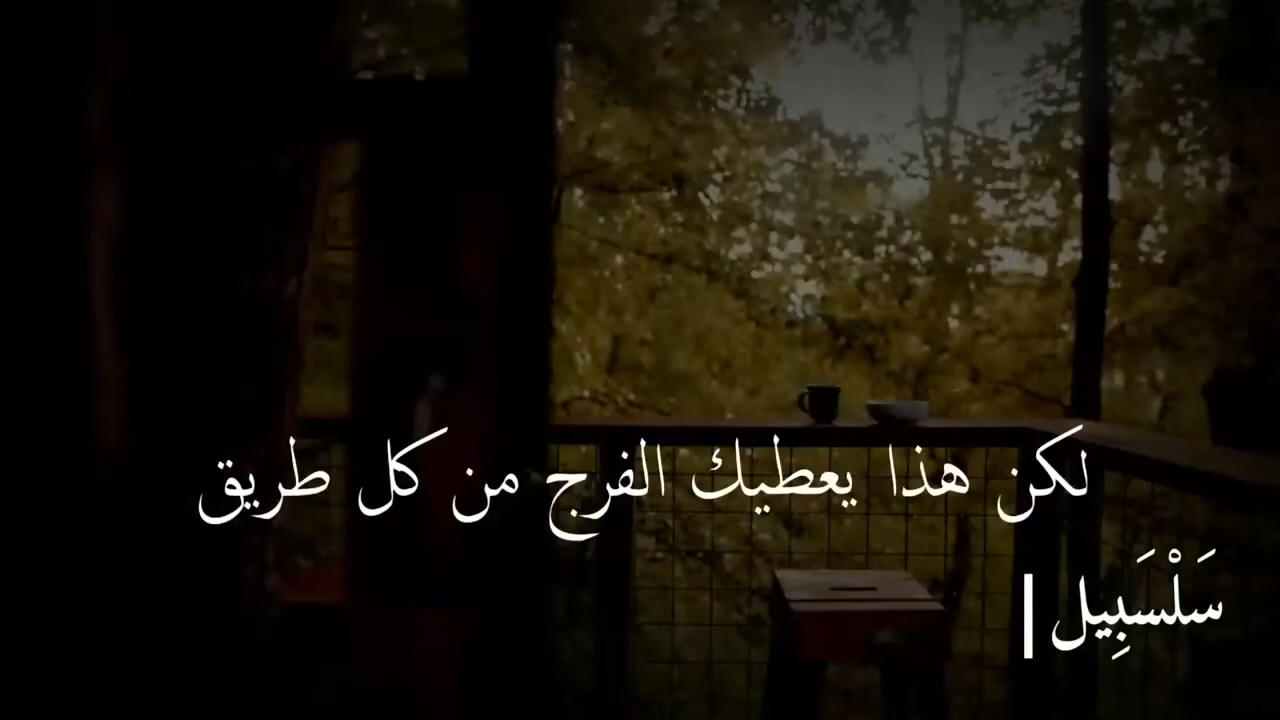 لكن هذا يعطيك الفرج من كل طريق
سَلْسَبِيل |